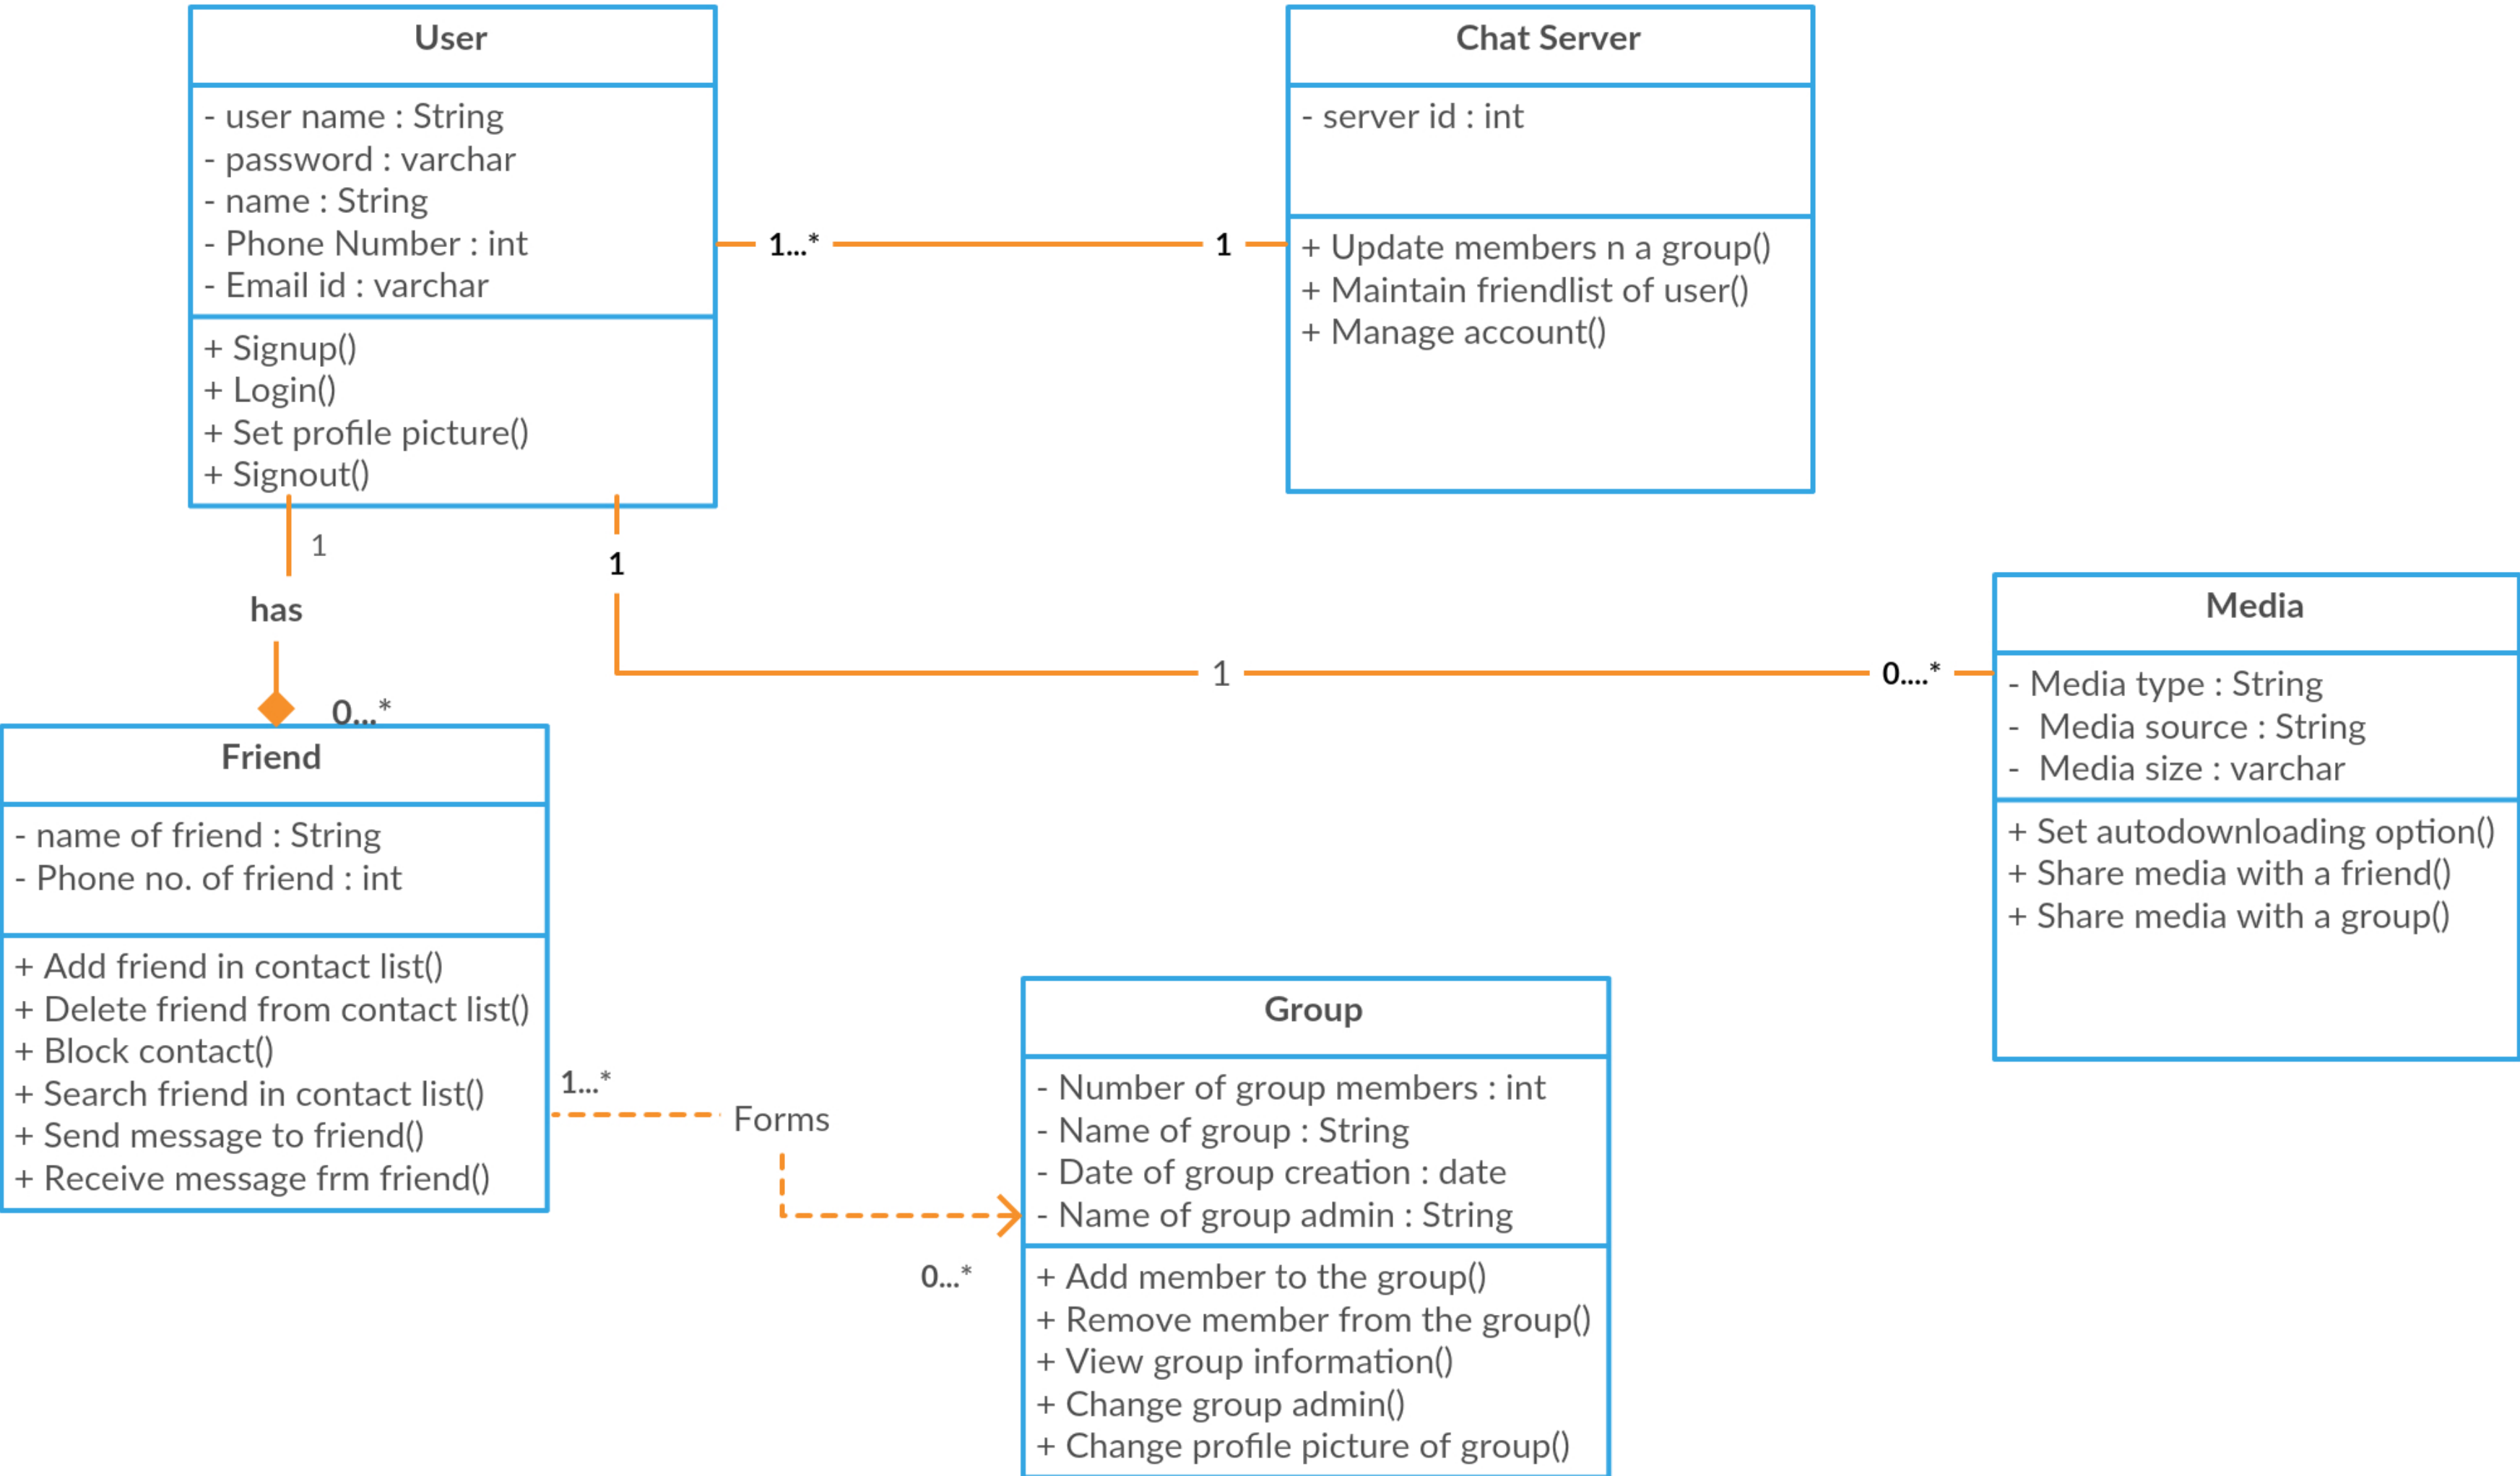 User
- user name : String
- password : varchar
- name : String
- Phone Number : int
- Email id : varchar
+ Signup()
+ Login()
+ Set profile picture()
+ Signout()
Chat Server
- server id : int
+ Update members n a group()
+ Maintain friendlist of user()
+ Manage account()
1...*
1
1
has
0...*
1
1
0....*
Media
- Media type : String
- Media source : String
- Media size : varchar
+ Set autodownloading option()
+ Share media with a friend()
+ Share media with a group()
Friend
- name of friend : String
- Phone no. of friend : int
+ Add friend in contact list()
+ Delete friend from contact list()
+ Block contact()
+ Search friend in contact list()
+ Send message to friend()
+ Receive message frm friend()
1...*
Forms
0...*
Group
- Number of group members : int
- Name of group : String
- Date of group creation : date
- Name of group admin : String
+ Add member to the group()
+ Remove member from the group()
+ View group information()
+ Change group admin()
+ Change profile picture of group()